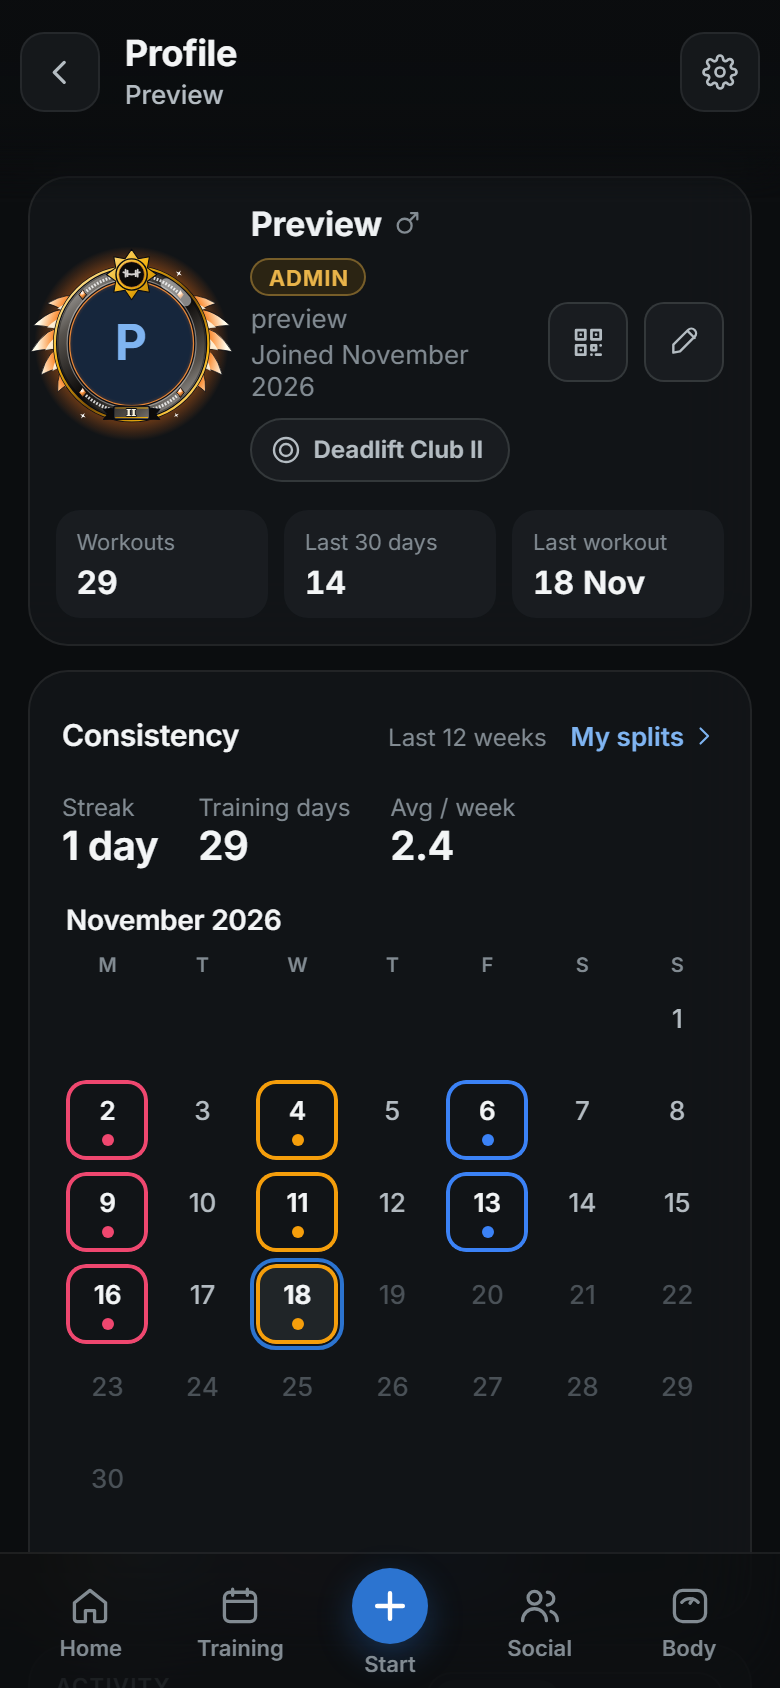 Profile
Preview
Preview
ADMIN
preview
Joined November
2026
Deadlift Club II
P
II
Workouts
29
Last 30 days
14
Last workout
18 Nov
Consistency
Last 12 weeks
My splits
Streak
1 day
Training days
29
Avg / week
2.4
November 2026
M T W T F S S
1
2 3 4 5 6 7 8
9 10 11 12 13 14 15
16 17 18 19 20 21 22
23 24 25 26 27 28 29
30
Home
Training
Start
Social
Body
ACTIVITY